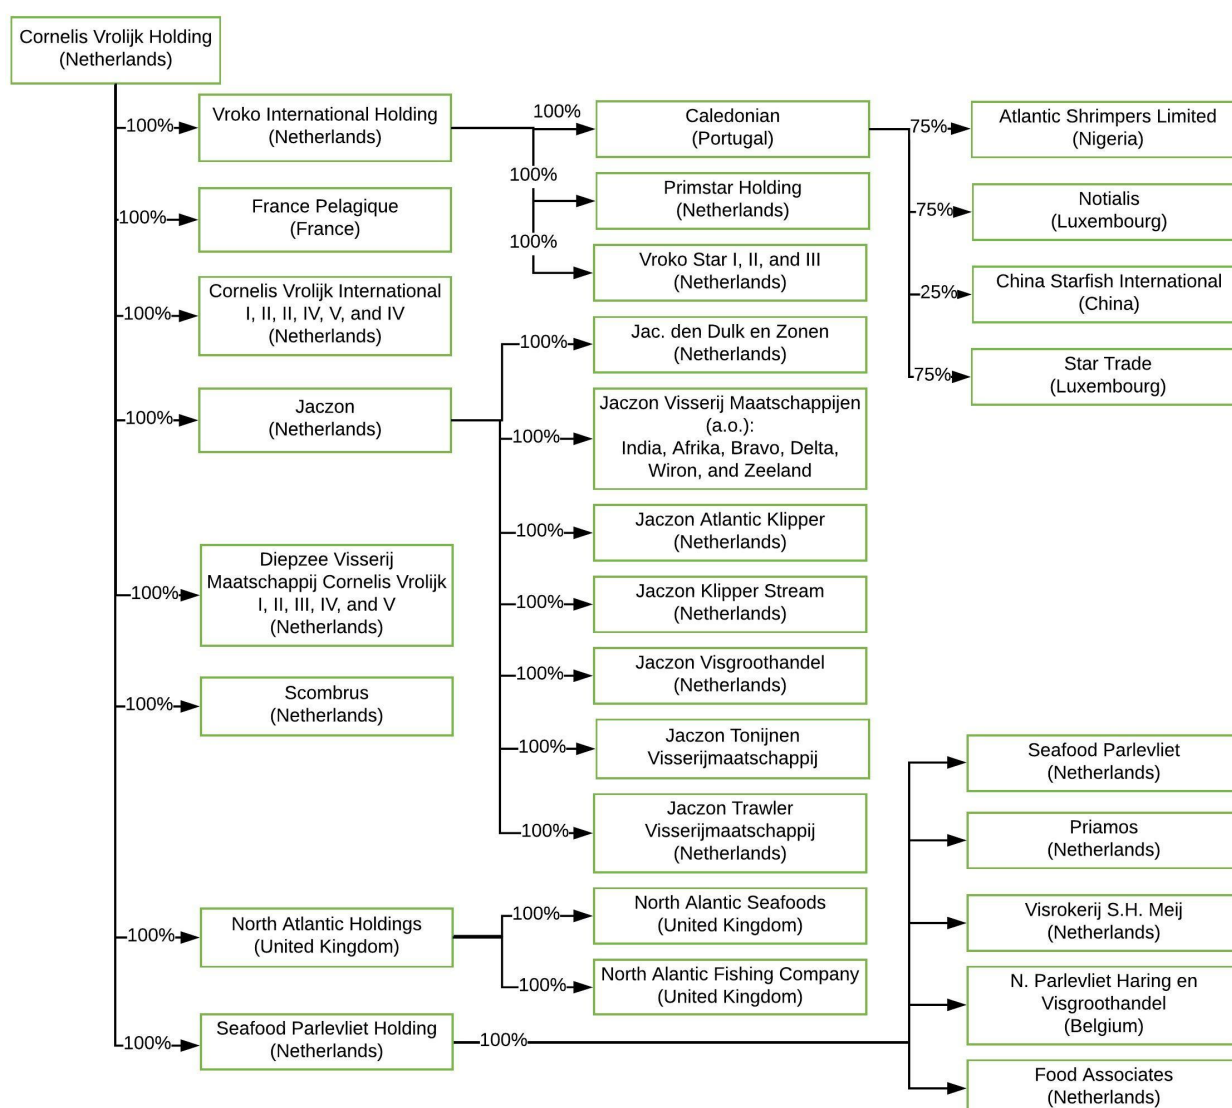 Cornelis Vrolijk Holding
(Netherlands)
100%
Vroko International Holding
(Netherlands)
100%
Caledonian
(Portugal)
75%
Atlantic Shrimpers Limited
(Nigeria)
100%
Primstar Holding
(Netherlands)
75%
Notialis
(Luxembourg)
100%
France Pelagique
(France)
100%
Vroko Star I, II, and III
(Netherlands)
25%
China Starfish International
(China)
100%
Cornelis Vrolijk International
I, II, II, IV, V, and IV
(Netherlands)
75%
Star Trade
(Luxembourg)
100%
Jaczon
(Netherlands)
100%
Jac. den Dulk en Zonen
(Netherlands)
100%
Jaczon Visserij Maatschappijen
(a.o.):
India, Afrika, Bravo, Delta,
Wiron, and Zeeland
100%
Jaczon Atlantic Klipper
(Netherlands)
100%
Jaczon Klipper Stream
(Netherlands)
100%
Jaczon Visgroothandel
(Netherlands)
100%
Jaczon Tonijnen
Visserijmaatschappij
100%
Jaczon Trawler
Visserijmaatschappij
(Netherlands)
100%
Diepzee Visserij
Maatschappij Cornelis Vrolijk
I, II, III, IV, and V
(Netherlands)
100%
Scombrus
(Netherlands)
100%
North Atlantic Holdings
(United Kingdom)
100%
North Alantic Seafoods
(United Kingdom)
100%
North Alantic Fishing Company
(United Kingdom)
100%
Seafood Parlevliet Holding
(Netherlands)
100%
Seafood Parlevliet
(Netherlands)
Priamos
(Netherlands)
Visrokerij S.H. Meij
(Netherlands)
N. Parlevliet Haring en
Visgroothandel
(Belgium)
Food Associates
(Netherlands)